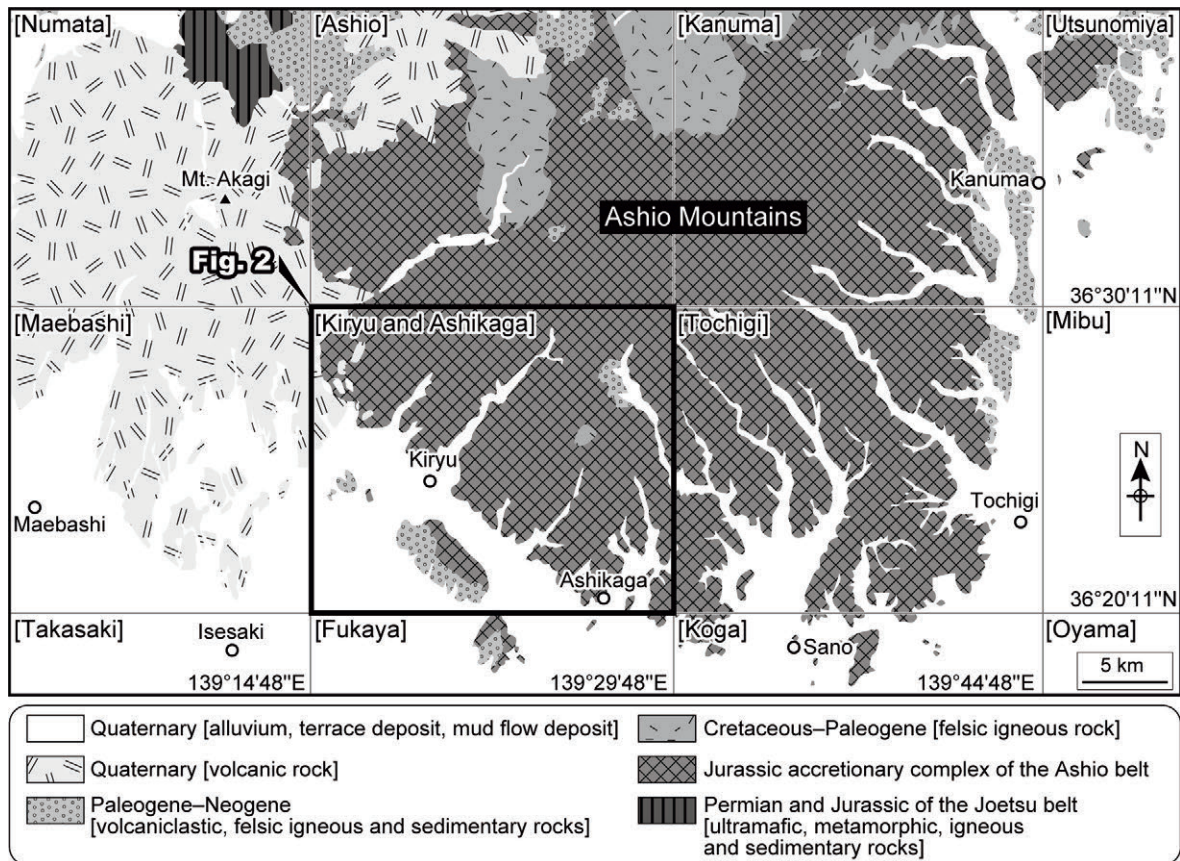 [Numata]
[Ashio]
[Kanuma]
[Utsunomiya]
Mt. Akagi
Kanuma
Ashio Mountains
Fig. 2
36°30'11"N
[Maebashi]
[Kiryu and Ashikaga]
[Tochigi]
[Mibu]
Kiryu
N
Maebashi
Tochigi
Ashikaga
36°20'11"N
[Takasaki]
Isesaki
[Fukaya]
[Koga]
Sano
[Oyama]
139°14'48"E
139°29'48"E
139°44'48"E
5 km
Quaternary [alluvium, terrace deposit, mud flow deposit]
Quaternary [volcanic rock]
Paleogene–Neogene
[volcaniclastic, felsic igneous and sedimentary rocks]
Cretaceous–Paleogene [felsic igneous rock]
Jurassic accretionary complex of the Ashio belt
Permian and Jurassic of the Joetsu belt
[ultramafic, metamorphic, igneous
and sedimentary rocks]